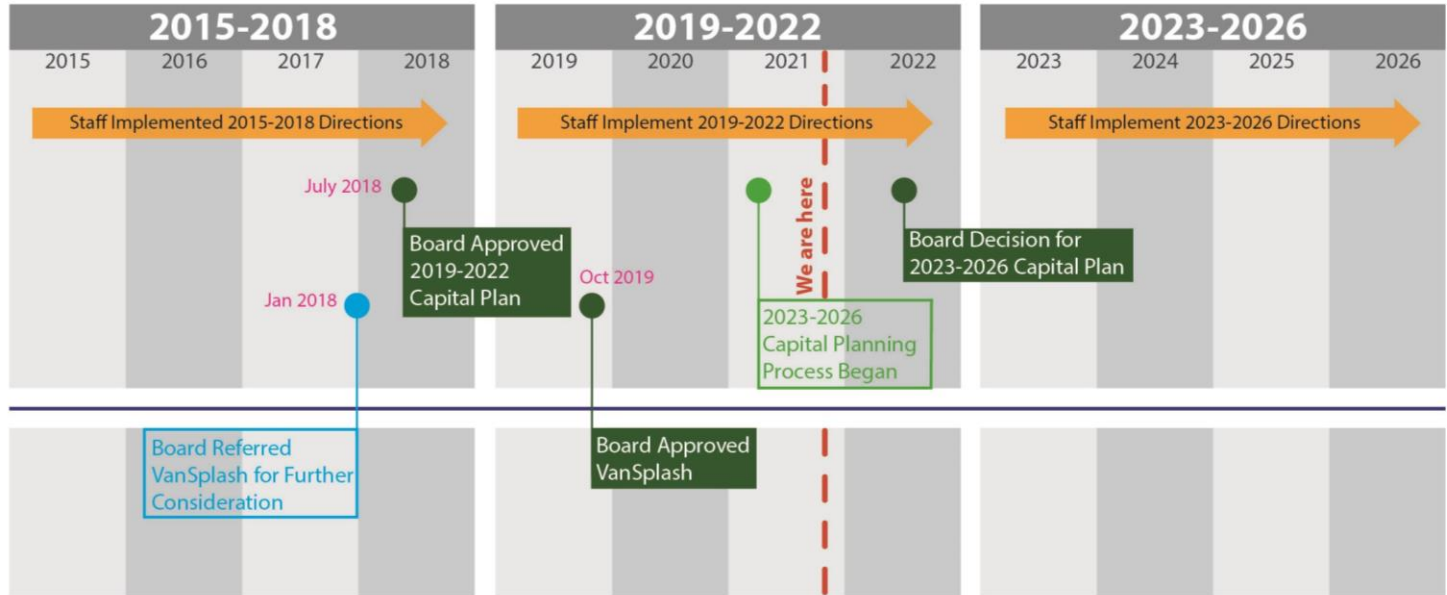 2015-2018
2019-2022
2023-2026
2015
2016
2017
2018
2019
2020
2021
2022
2023
2024
2025
2026
Staff Implemented 2015-2018 Directions
Staff Implement 2019-2022 Directions
Staff Implement 2023-2026 Directions
July 2018
Board Approved
2019-2022
Capital Plan
Jan 2018
Board Referred
VanSplash for Further
Consideration
Oct 2019
Board Approved
VanSplash
2023-2026
Capital Planning
Process Began
We are here
Board Decision for
2023-2026 Capital Plan